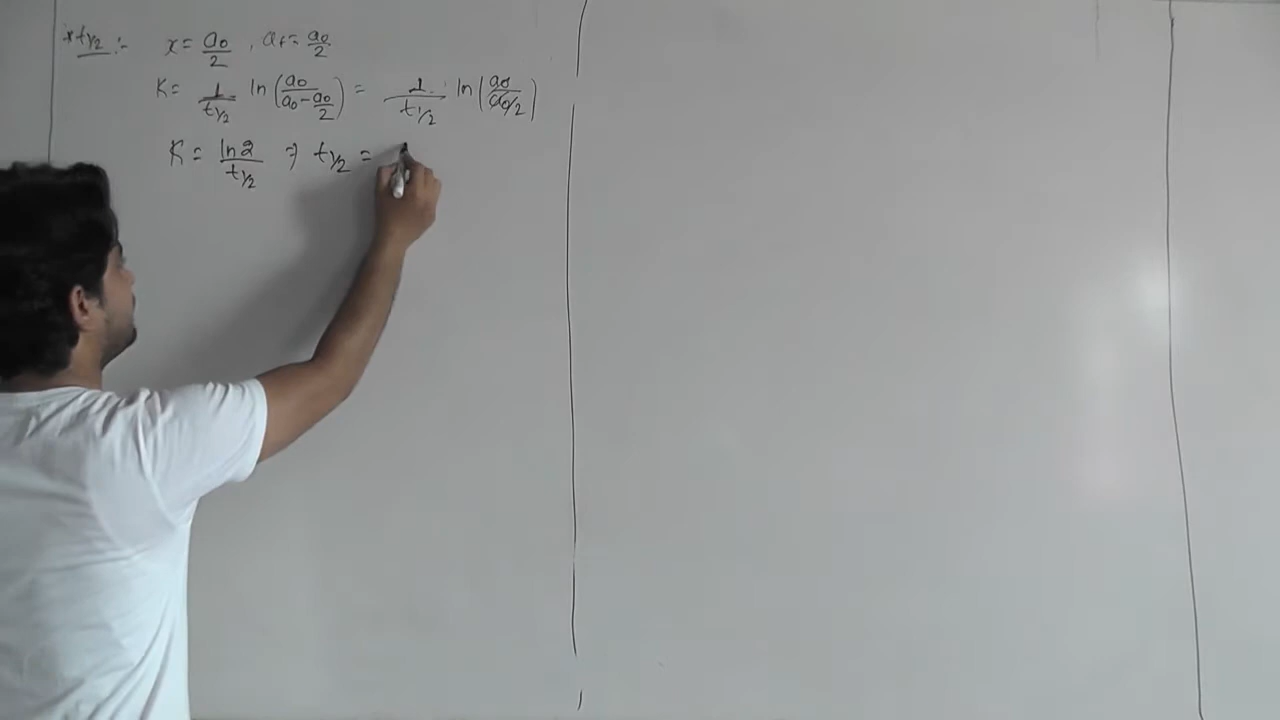 * t½ :- x = a₀/2 , aₜ = a₀/2
K = 1/t½ ln(a₀/(a₀-a₀/2)) = 1/t½ ln(a₀/(a₀/2))
K = ln2/t½ ⇒ t½ =